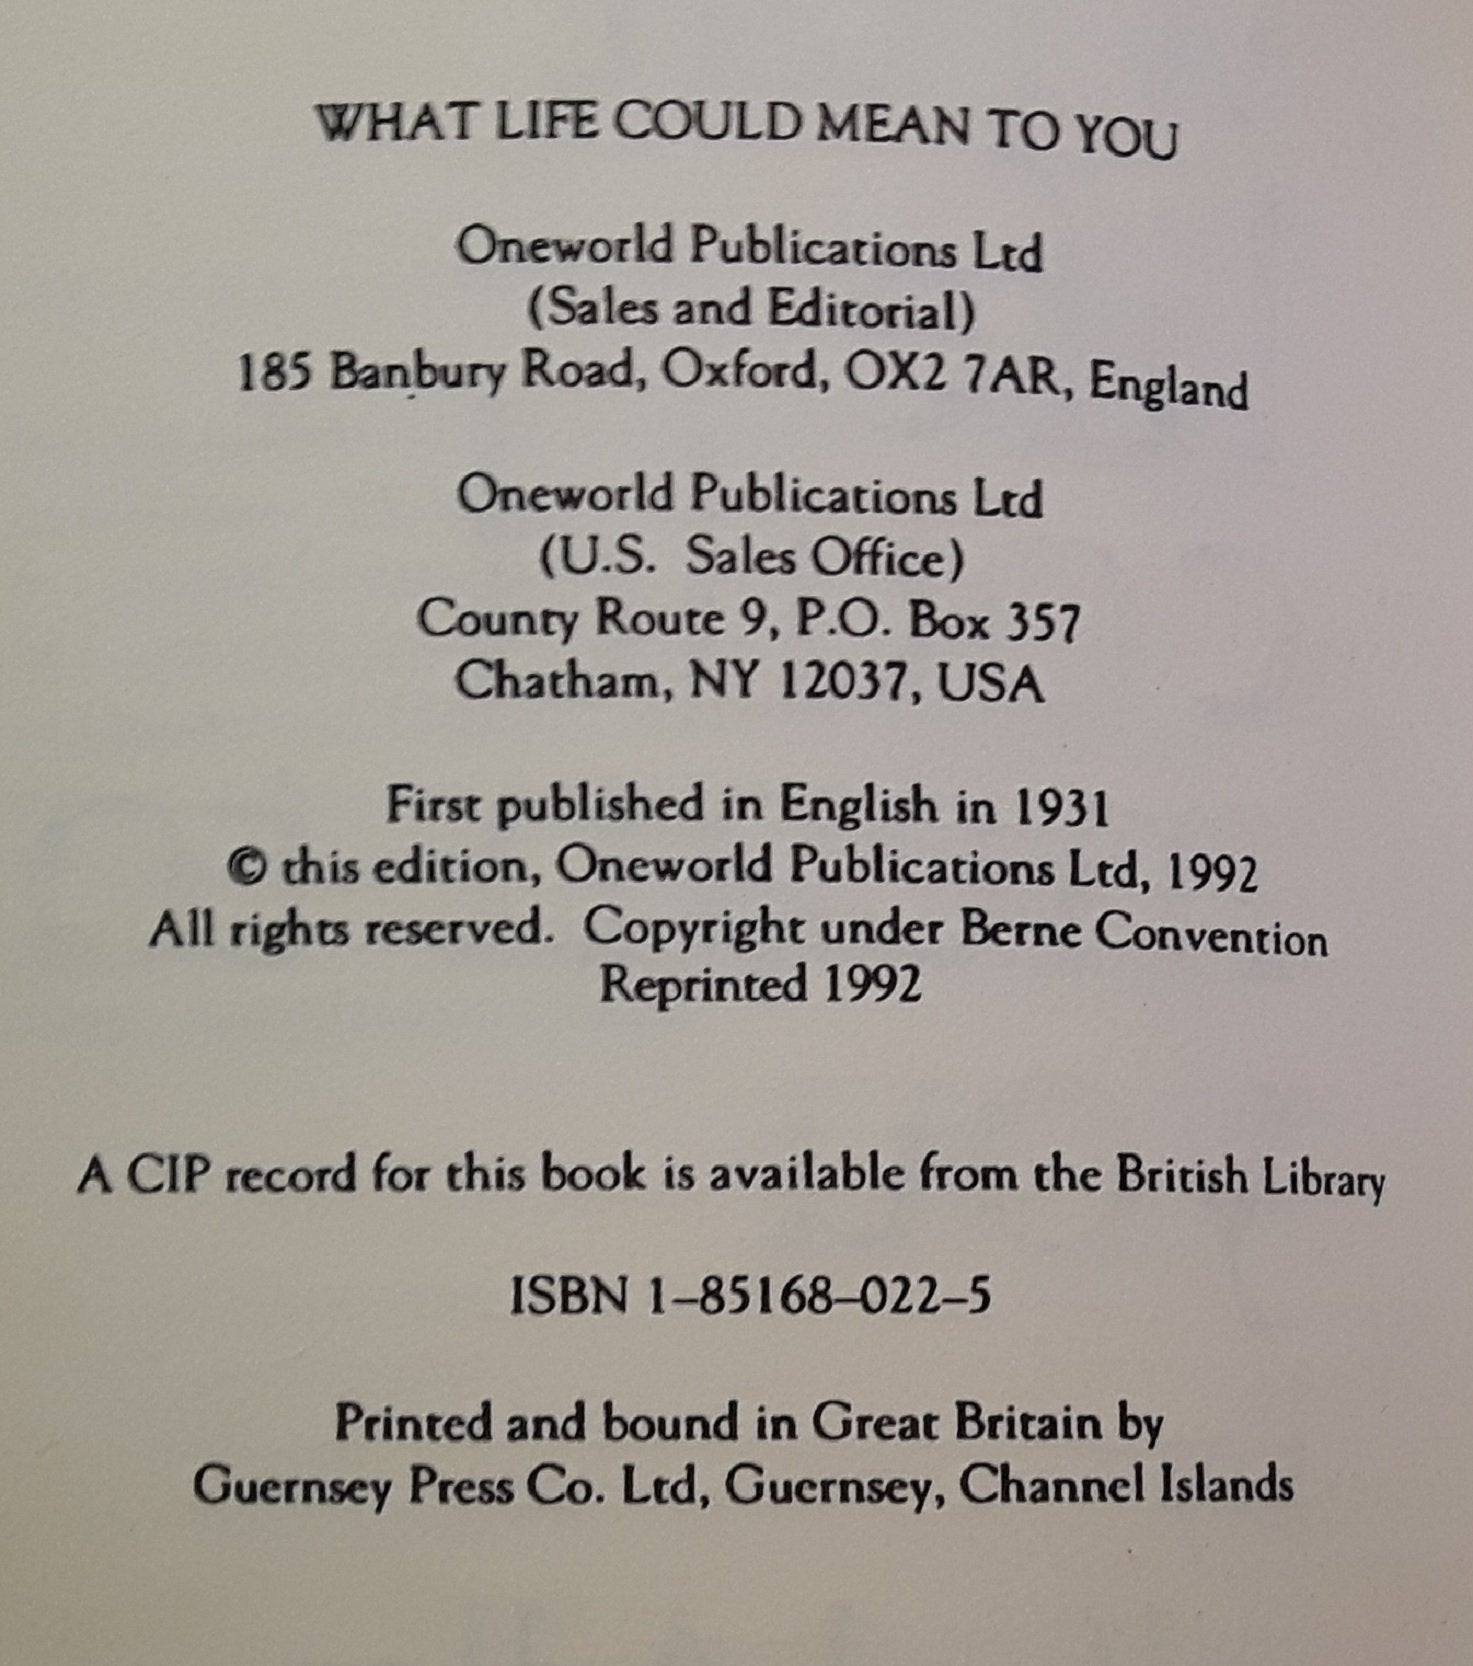 WHAT LIFE COULD MEAN TO YOU
Oneworld Publications Ltd
(Sales and Editorial)
185 Banbury Road, Oxford, OX2 7AR, England
Oneworld Publications Ltd
(U.S. Sales Office)
County Route 9, P.O. Box 357
Chatham, NY 12037, USA
First published in English in 1931
© this edition, Oneworld Publications Ltd, 1992
All rights reserved. Copyright under Berne Convention
Reprinted 1992
A CIP record for this book is available from the British Library
ISBN 1–85168–022–5
Printed and bound in Great Britain by
Guernsey Press Co. Ltd, Guernsey, Channel Islands